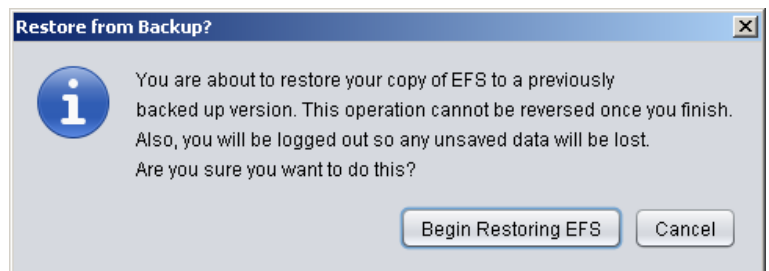 Restore from Backup?
You are about to restore your copy of EFS to a previously
backed up version. This operation cannot be reversed once you finish.
Also, you will be logged out so any unsaved data will be lost.
Are you sure you want to do this?
Begin Restoring EFS Cancel